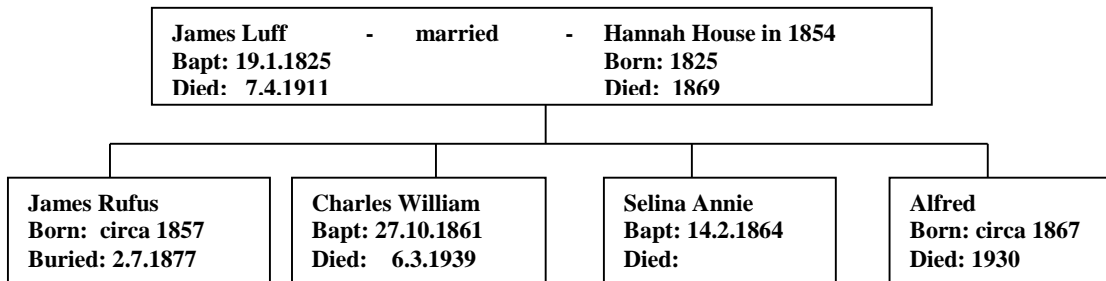 James Luff - married - Hannah House in 1854
Bapt: 19.1.1825 Born: 1825
Died: 7.4.1911 Died: 1869
James Rufus
Born: circa 1857
Buried: 2.7.1877
Charles William
Bapt: 27.10.1861
Died: 6.3.1939
Selina Annie
Bapt: 14.2.1864
Died:
Alfred
Born: circa 1867
Died: 1930